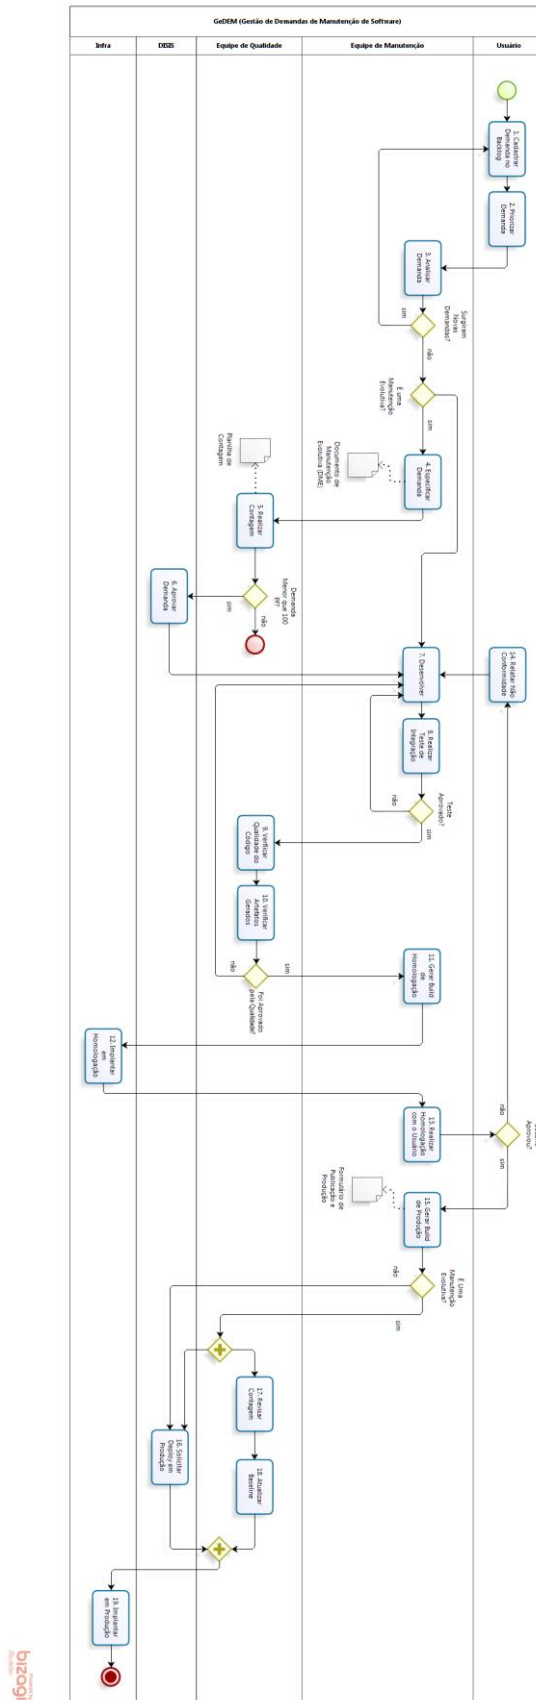 GeDEM (Gestão de Demandas de Manutenção de Software)
Infra
DISIS
Equipe de Qualidade
Equipe de Manutenção
Usuário
1. Cadastrar
Demanda no
Backlog
2. Priorizar
Demanda
3. Analisar
Demanda
Surgiram
Novas
Demandas?
sim
não
É uma
Manutenção
Evolutiva?
sim
4. Especificar
Demanda
Documento de
Manutenção
Evolutiva (DME)
Planilha de
Contagem
5. Realizar
Contagem
Demanda
Menor que 100
PF?
sim
não
6. Aprovar
Demanda
7. Desenvolver
14. Relatar Não
Conformidade
8. Realizar
Teste de
Integração
Teste
Aprovado?
não
sim
9. Verificar
Qualidade do
Código
10. Verificar
Artefatos
Gerados
Foi Aprovado
pela Qualidade?
não
sim
11. Gerar Build
de
Homologação
12. Implantar
em
Homologação
13. Realizar
Homologação
com o Usuário
Aprovou?
não
sim
Formulário de
Publicação e
Produção
15. Gerar Build
de Produção
É Uma
Manutenção
Evolutiva?
não
sim
17. Revisar
Contagem
16. Solicitar
Deploy em
Produção
18. Atualizar
Baseline
19. Implantar
em Produção
bizagi